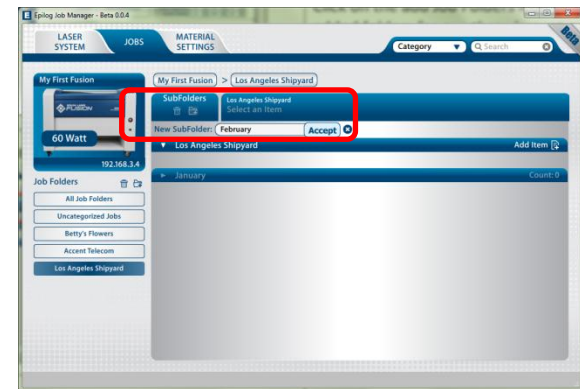 Epilog Job Manager - Beta 0.0.4
LASER SYSTEM
JOBS
MATERIAL SETTINGS
Category
Search
Beta
My First Fusion
My First Fusion > Los Angeles Shipyard
FUSION
60 Watt
192.168.3.4
SubFolders
Los Angeles Shipyard
Select an Item
New SubFolder: February Accept
Los Angeles Shipyard
Add Item
January
Count: 0
Job Folders
All Job Folders
Uncategorized Jobs
Betty's Flowers
Accent Telecom
Los Angeles Shipyard